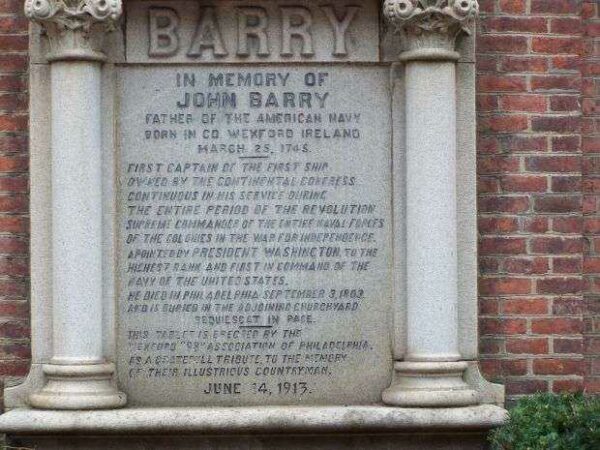 BARRY
IN MEMORY OF
JOHN BARRY
FATHER OF THE AMERICAN NAVY
BORN IN CO. WEXFORD IRELAND
MARCH 25, 1745.
FIRST CAPTAIN OF THE FIRST SHIP
OWNED BY THE CONTINENTAL CONGRESS
CONTINUOUS IN HIS SERVICE DURING
THE ENTIRE PERIOD OF THE REVOLUTION
SUPREME COMMANDER OF THE ENTIRE NAVAL FORCES
OF THE COLONIES IN THE WAR FOR INDEPENDENCE.
APOINTED BY PRESIDENT WASHINGTON, TO THE
HIGHEST RANK AND FIRST IN COMMAND OF THE
NAVY OF THE UNITED STATES.
HE DIED IN PHILADELPHIA SEPTEMBER 3, 1803.
AND IS BURIED IN THE ADJOINING CHURCHYARD
REQUIESCAT IN PACE.
THIS TABLET IS ERECTED BY THE
WEXFORD "98" ASSOCIATION OF PHILADELPHIA.
AS A GRATEFULL TRIBUTE, TO THE MEMORY
OF THEIR ILLUSTRIOUS COUNTRYMAN.
JUNE 14, 1913.